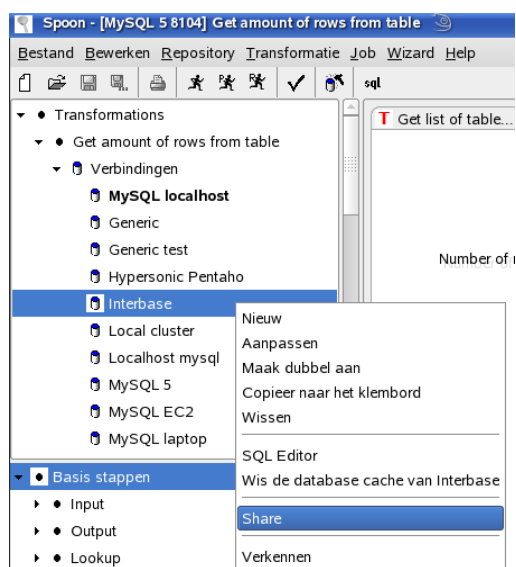 Spoon - [MySQL 5 8104) Get amount of rows from table
Bestand Bewerken Repository Transformatie Job Wizard Help
sql
Transformations
Get amount of rows from table
Verbindingen
MySQL localhost
Generic
Generic test
Hypersonic Pentaho
Interbase
Local cluster
Localhost mysql
MySQL 5
MySQL EC2
MySQL laptop
Basis stappen
Input
Output
Lookup
T Get list of table...
Number of
Nieuw
Aanpassen
Maak dubbel aan
Copieer naar het klembord
Wissen
SQL Editor
Wis de database cache van Interbase
Share
Verkennen